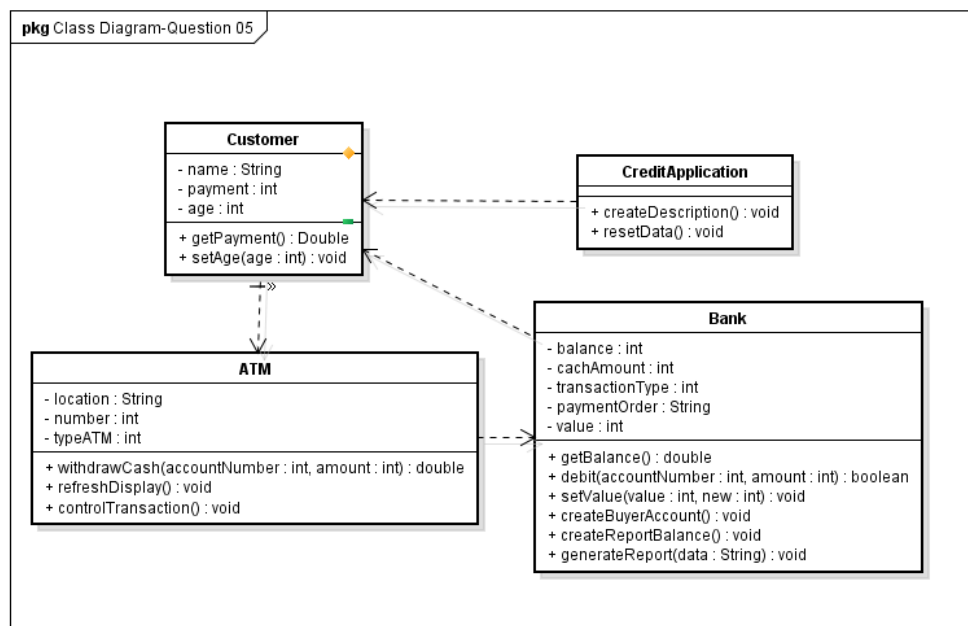 pkg Class Diagram-Question 05
Customer
- name : String
- payment : int
- age : int
+ getPayment() : Double
+ setAge(age : int) : void
CreditApplication
+ createDescription() : void
+ resetData() : void
ATM
- location : String
- number : int
- typeATM : int
+ withdrawCash(accountNumber : int, amount : int) : double
+ refreshDisplay() : void
+ controlTransaction() : void
Bank
- balance : int
- cachAmount : int
- transactionType : int
- paymentOrder : String
- value : int
+ getBalance() : double
+ debit(accountNumber : int, amount : int) : boolean
+ setValue(value : int, new : int) : void
+ createBuyerAccount() : void
+ createReportBalance() : void
+ generateReport(data : String) : void